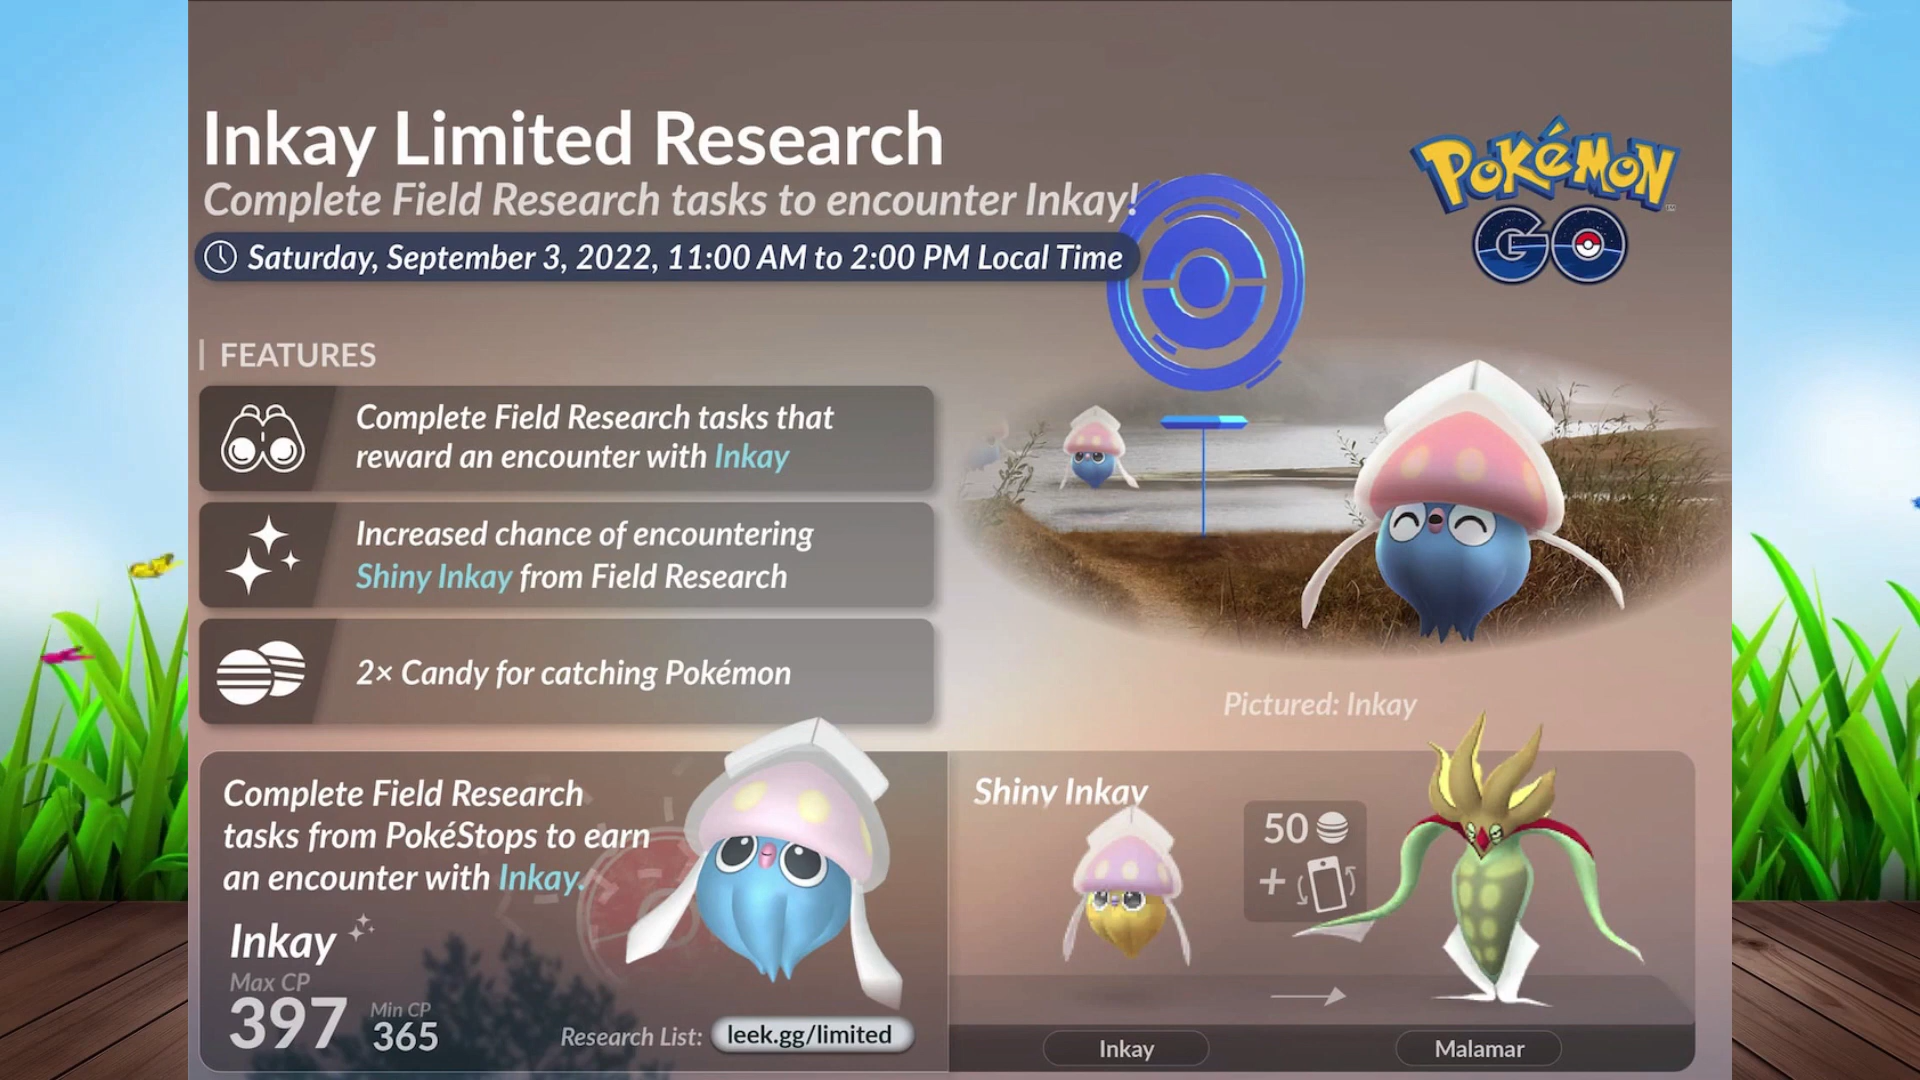 Inkay Limited Research
Complete Field Research tasks to encounter Inkay!
Saturday, September 3, 2022, 11:00 AM to 2:00 PM Local Time
POKéMON
GO
FEATURES
Complete Field Research tasks that
reward an encounter with Inkay
Increased chance of encountering
Shiny Inkay from Field Research
2× Candy for catching Pokémon
Pictured: Inkay
Complete Field Research
tasks from PokéStops to earn
an encounter with Inkay.
Inkay
Max CP
397
Min CP
365
Research List: leek.gg/limited
Shiny Inkay
50
+
Inkay
Malamar